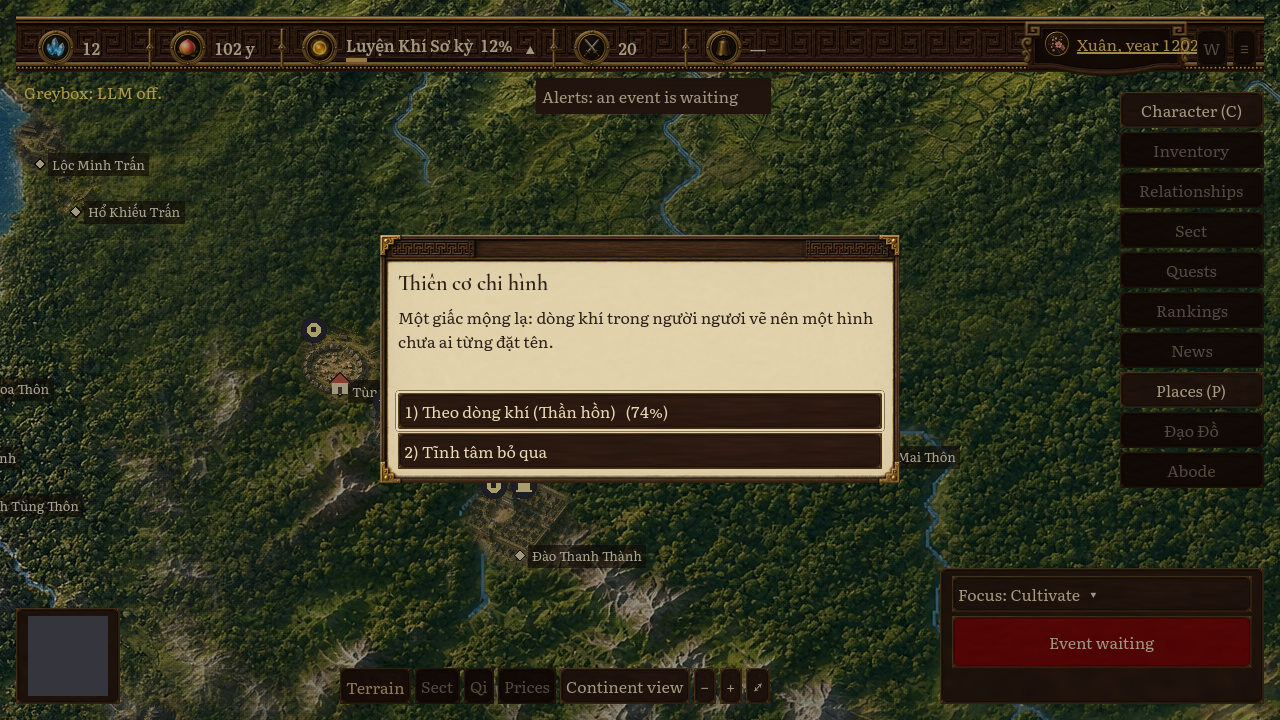 12
102 y
Luyện Khí Sơ kỳ 12% ▲
20
—
Xuân, year 1202
W
≡
Greybox: LLM off.
Alerts: an event is waiting
Character (C)
Inventory
Relationships
Sect
Quests
Rankings
News
Places (P)
Đạo Đồ
Abode
Lộc Minh Trấn
Hổ Khiếu Trấn
Thiên cơ chi hình
Một giấc mộng lạ: dòng khí trong người ngươi vẽ nên một hình
chưa ai từng đặt tên.
1) Theo dòng khí (Thần hồn) (74%)
2) Tĩnh tâm bỏ qua
oa Thôn
Tùn
nh
Mai Thôn
h Tùng Thôn
Đào Thanh Thành
Focus: Cultivate ▾
Event waiting
Terrain
Sect
Qi
Prices
Continent view
−
+
⤢